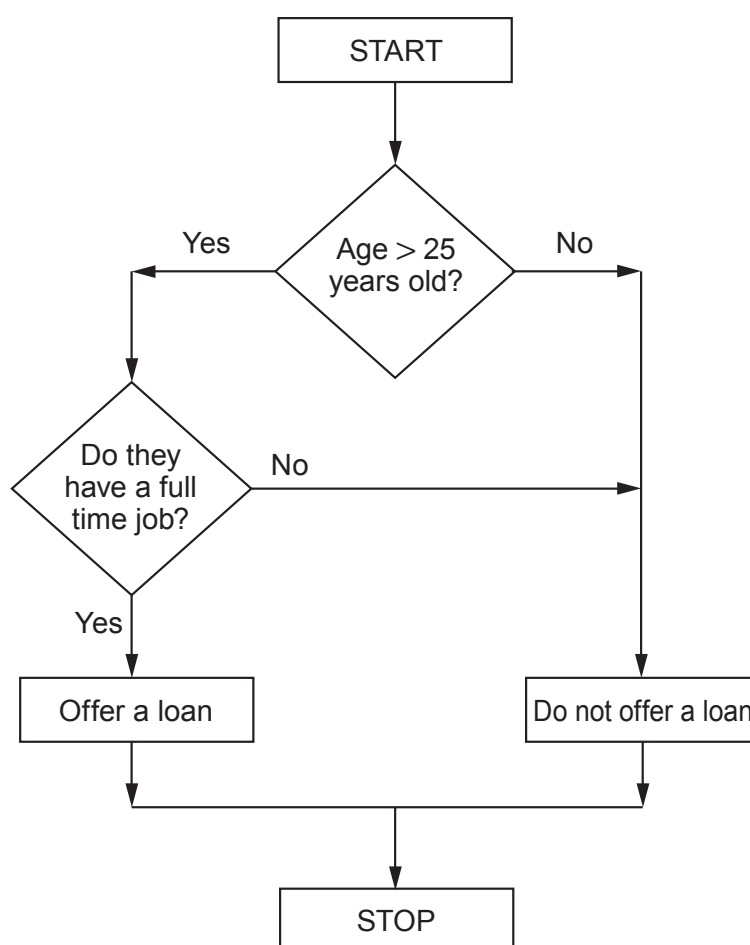 START
Age > 25
years old?
Yes
No
Do they
have a full
time job?
No
Yes
Offer a loan
Do not offer a loan
STOP